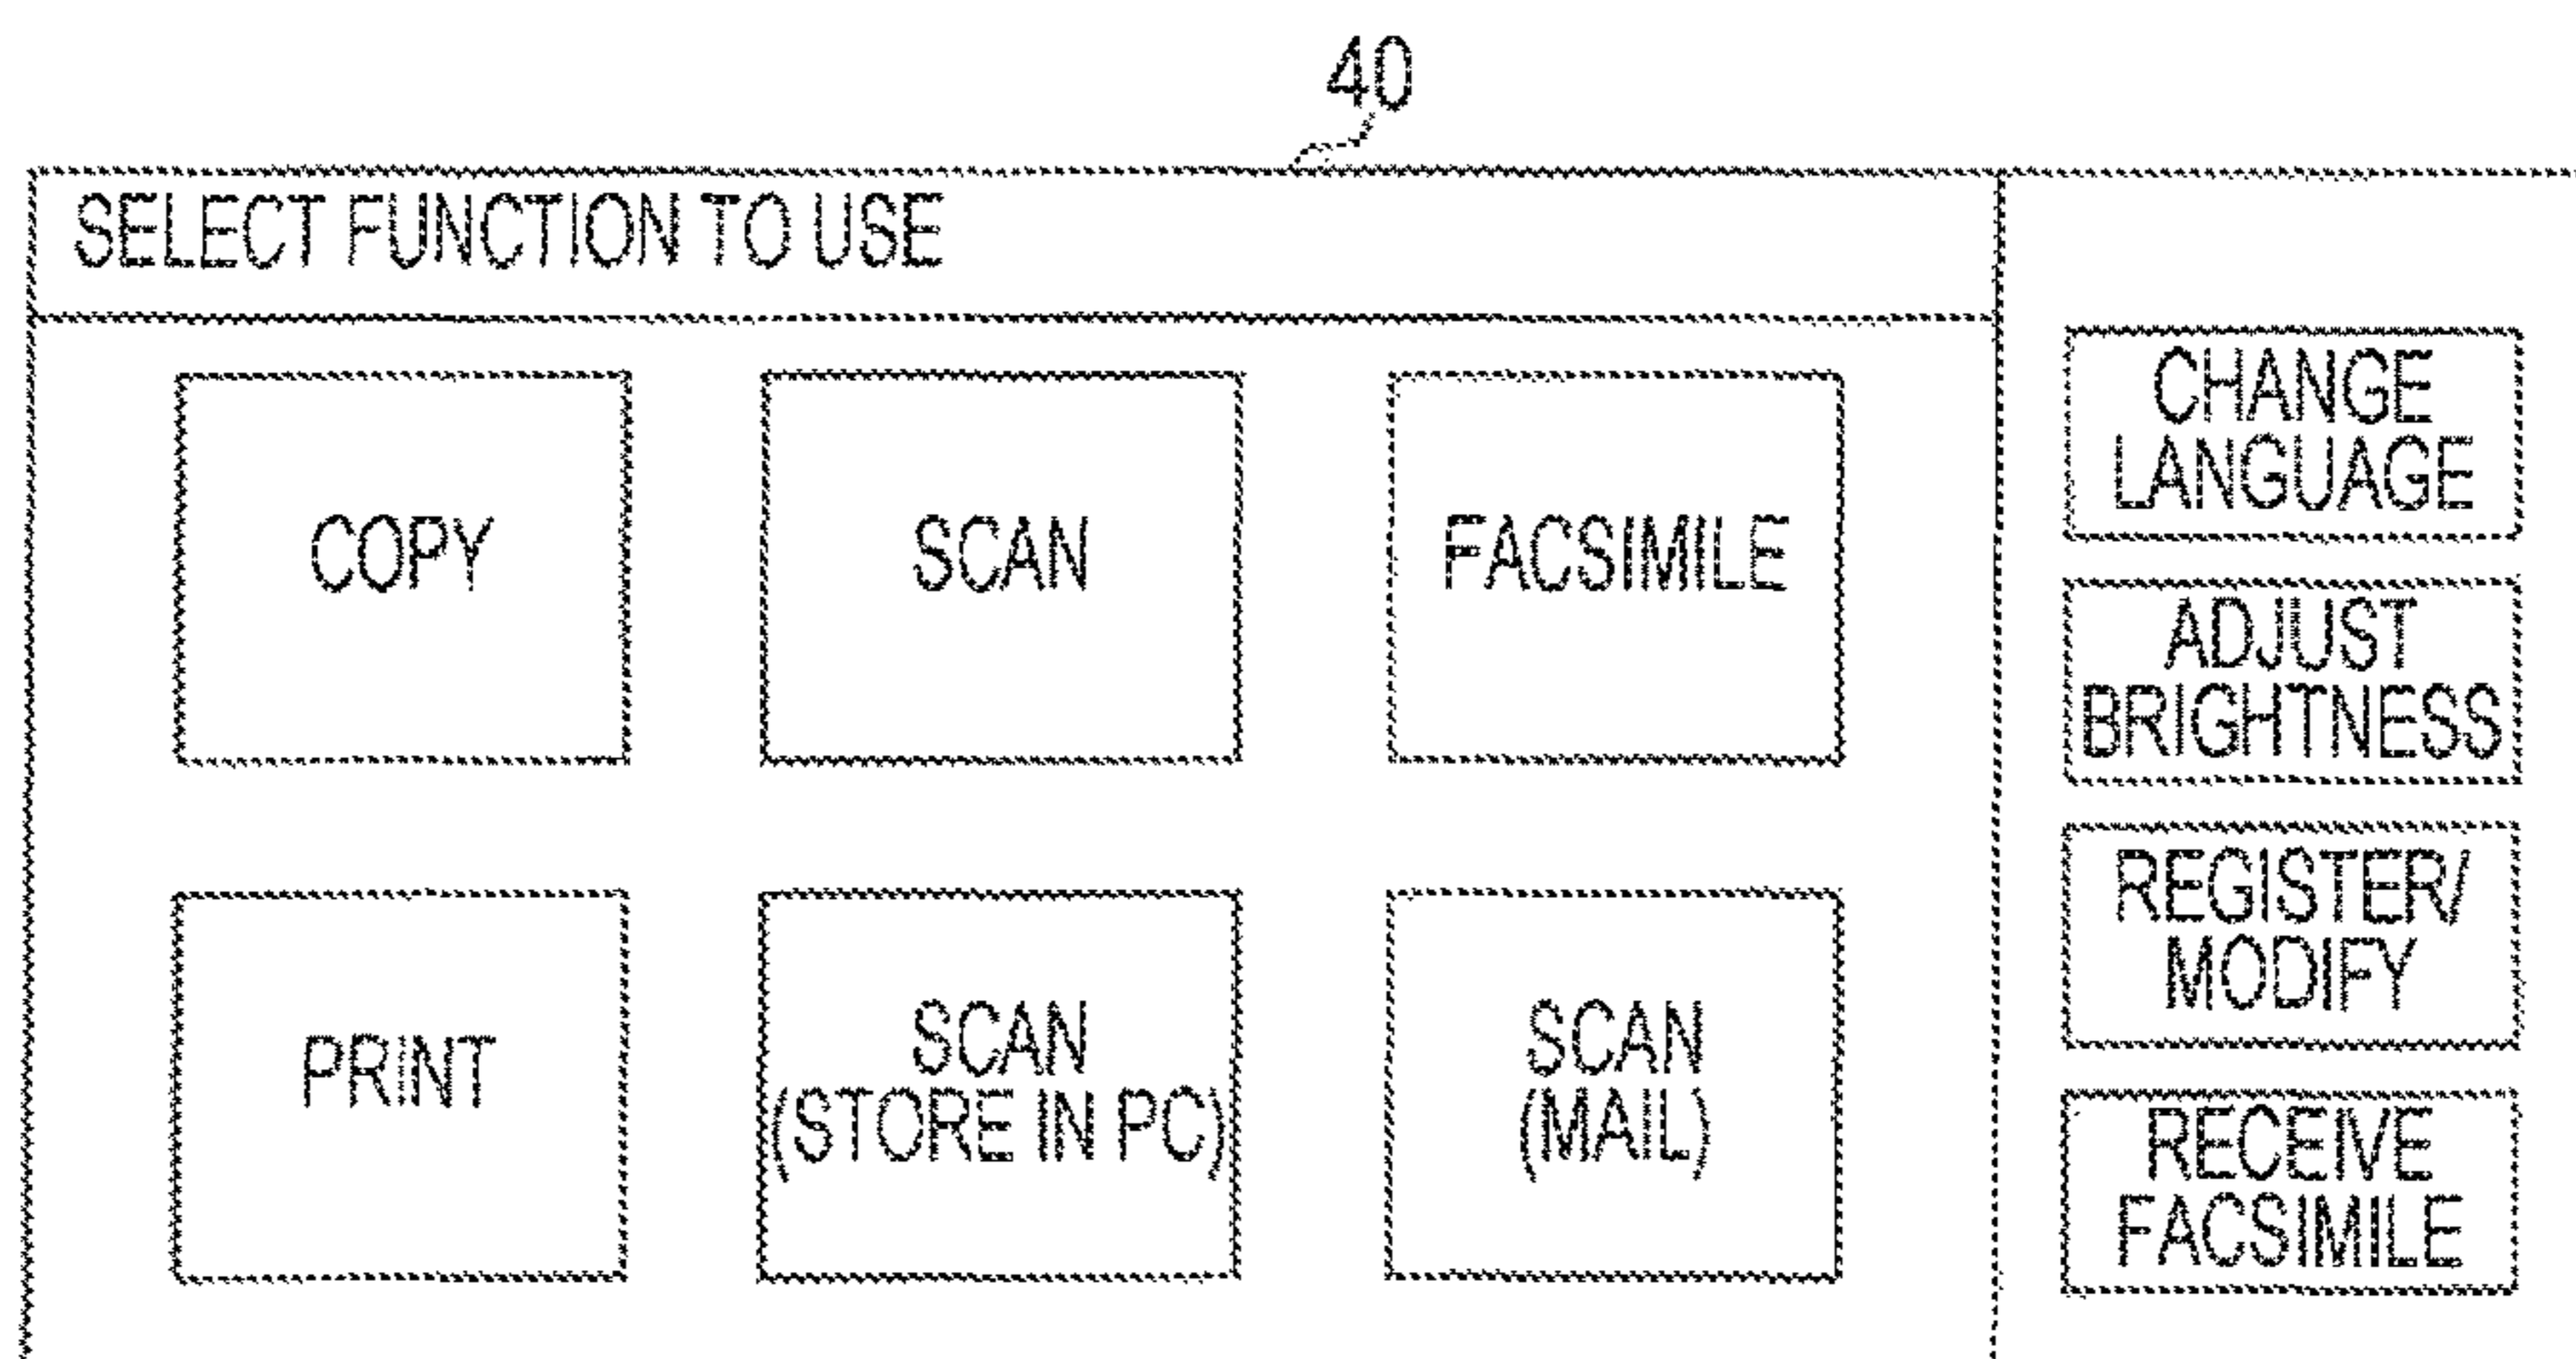 40
SELECT FUNCTION TO USE
COPY
SCAN
FACSIMILE
PRINT
SCAN
(STORE IN PC)
SCAN
(MAIL)
CHANGE
LANGUAGE
ADJUST
BRIGHTNESS
REGISTER/
MODIFY
RECEIVE
FACSIMILE